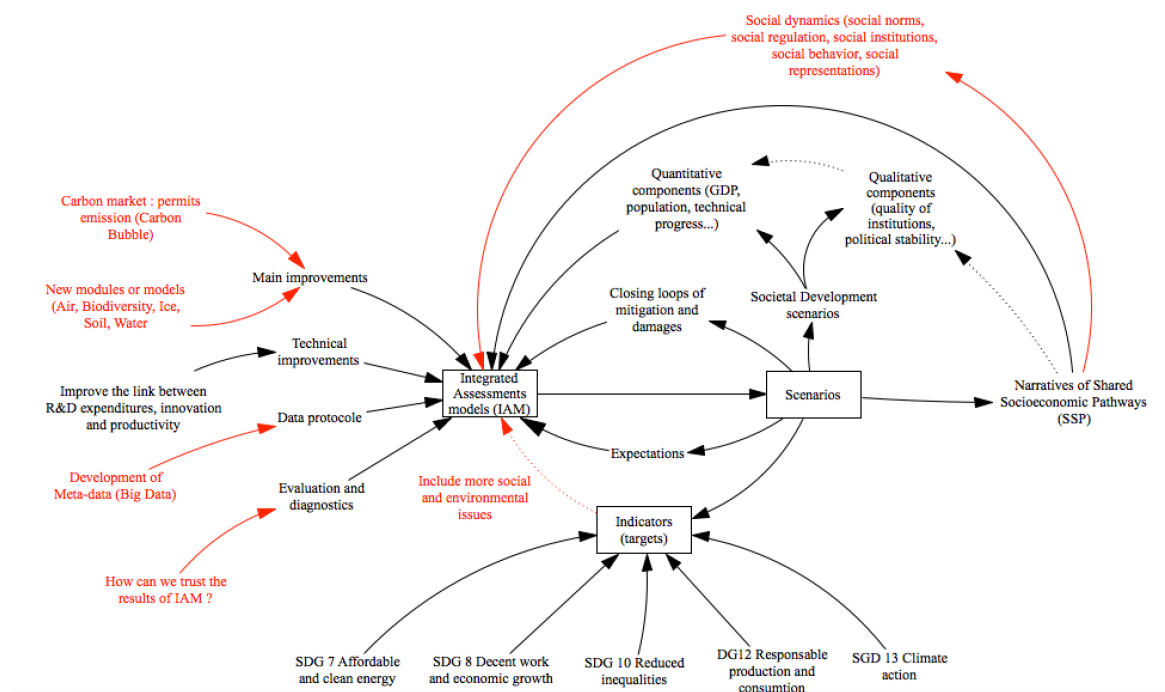 Social dynamics (social norms,
social regulation, social institutions,
social behavior, social
representations)
Quantitative
components (GDP,
population, technical
progress...)
Qualitative
components
(quality of
institutions,
political stability...)
Carbon market : permits
emission (Carbon
Bubble)
Main improvements
New modules or models
(Air, Biodiversity, Ice,
Soil, Water
Closing loops of
mitigation and
damages
Societal Development
scenarios
Technical
improvements
Integrated
Assessments
models (IAM)
Scenarios
Narratives of Shared
Socioeconomic Pathways
(SSP)
Improve the link between
R&D expenditures, innovation
and productivity
Data protocole
Expectations
Development of
Meta-data (Big Data)
Evaluation and
diagnostics
Include more social
and environmental
issues
Indicators
(targets)
How can we trust the
results of IAM ?
SDG 7 Affordable
and clean energy
SDG 8 Decent work
and economic growth
SDG 10 Reduced
inequalities
DG12 Responsable
production and
consumtion
SGD 13 Climate
action